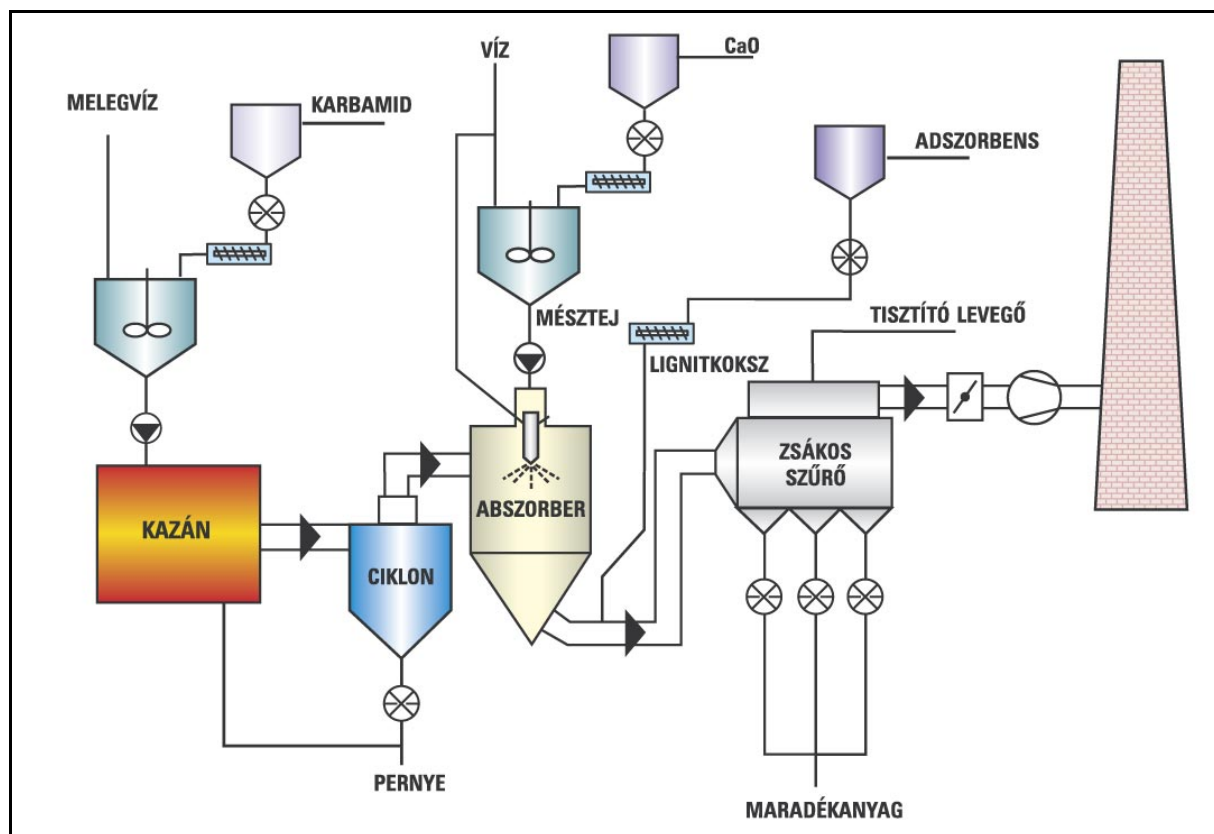 VÍZ
CaO
MELEGVÍZ
KARBAMID
ADSZORBENS
MÉSZTEJ
TISZTÍTÓ LEVEGŐ
LIGNITKOKSZ
ZSÁKOS
SZŰRŐ
ABSZORBER
KAZÁN
CIKLON
PERNYE
MARADÉKANYAG